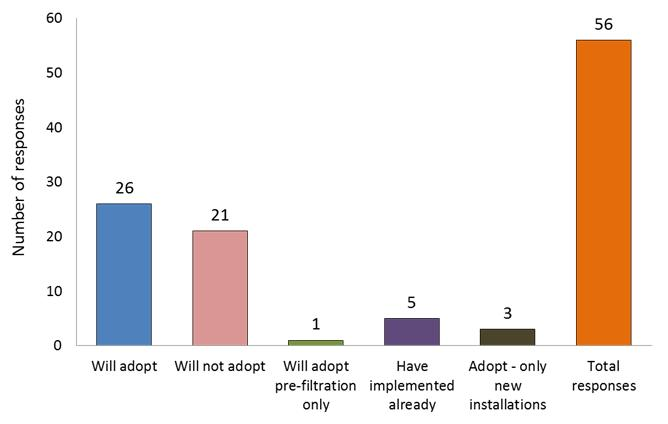 60
50
40
30
20
10
0
Number of responses
26
21
1
5
3
56
Will adopt
Will not adopt
Will adopt
pre-filtration
only
Have
implemented
already
Adopt - only
new
installations
Total
responses